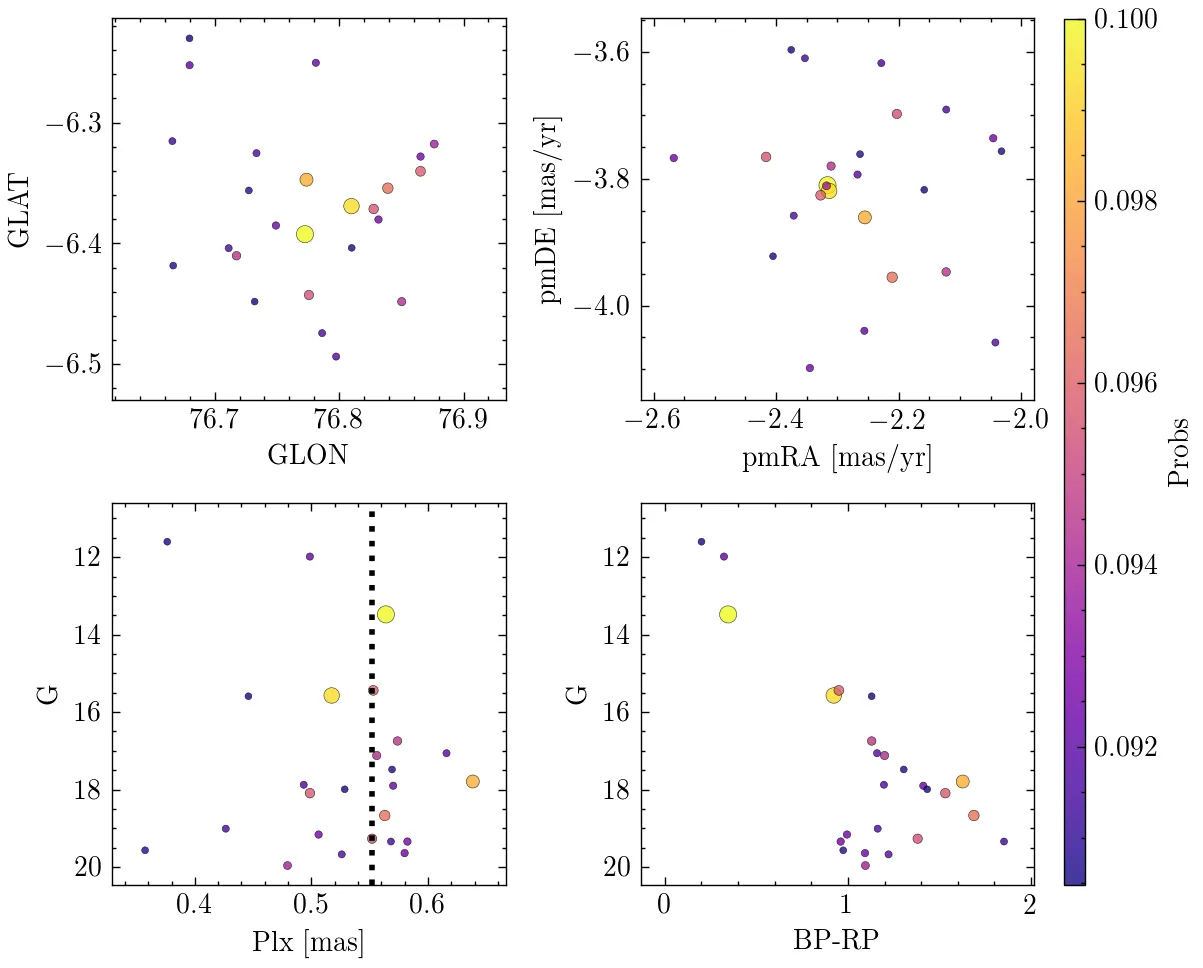 −6.3
−6.4
−6.5
GLAT
76.7 76.8 76.9
GLON
−3.6
−3.8
−4.0
pmDE [mas/yr]
−2.6 −2.4 −2.2 −2.0
pmRA [mas/yr]
12
14
16
18
20
G
0.4 0.5 0.6
Plx [mas]
12
14
16
18
20
G
0 1 2
BP-RP
0.100
0.098
0.096
0.094
0.092
Probs